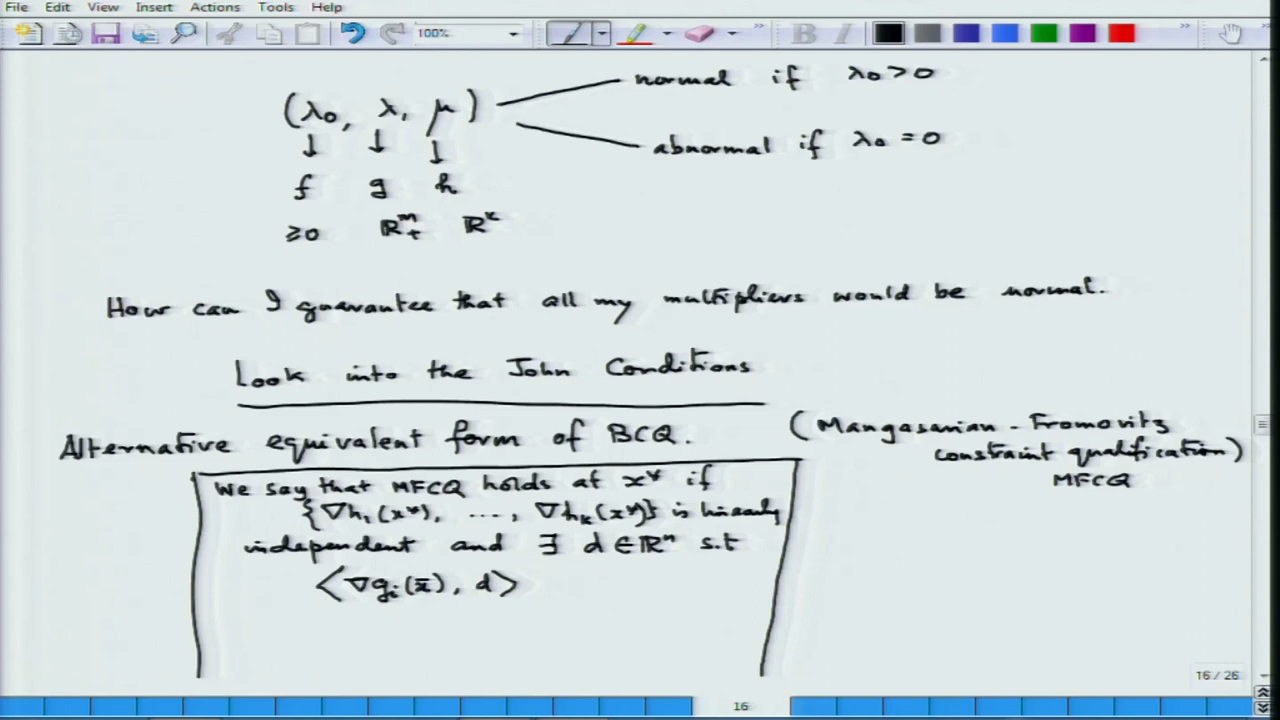 File Edit View Insert Actions Tools Help
100%
B I
(λ₀, λ, μ) normal if λ₀ > 0
abnormal if λ₀ = 0
↓ ↓ ↓
f g h
≥0 ℝᵐ₊ ℝᵏ
How can I guarantee that all my multipliers would be normal.
Look into the John Conditions
Alternative equivalent form of BCQ. (Mangasarian - Fromovitz
constraint qualification)
MFCQ
We say that MFCQ holds at x* if
{∇h₁(x*), ..., ∇hₖ(x*)} is linearly
independent and ∃ d ∈ ℝⁿ s.t
⟨∇gᵢ(x̄), d⟩
16 / 26
16